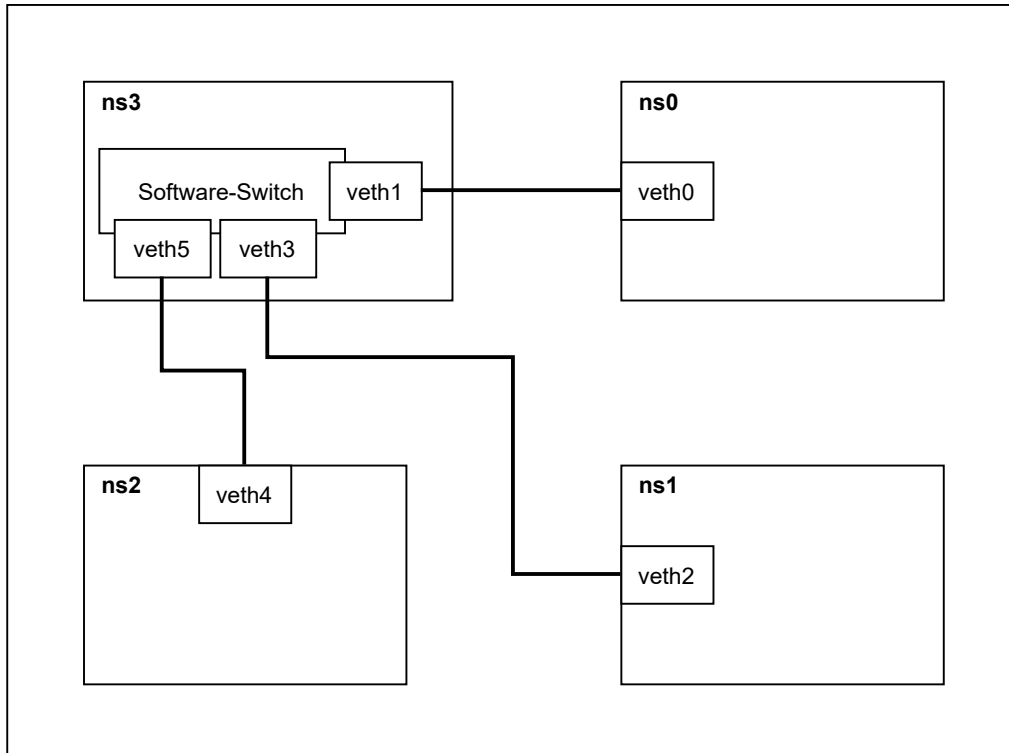 ns3
Software-Switch
veth1
veth5
veth3
ns0
veth0
ns2
veth4
ns1
veth2